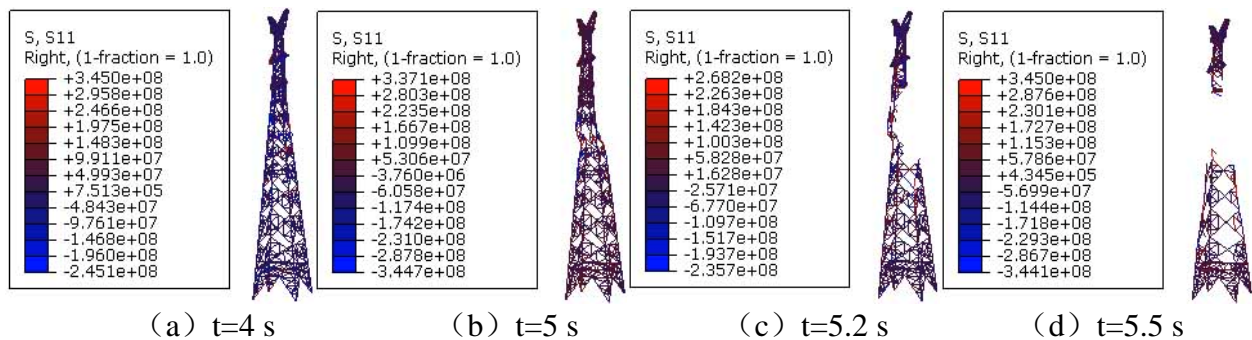 S, S11
Right, (1-fraction = 1.0)
+3.450e+08
+2.958e+08
+2.466e+08
+1.975e+08
+1.483e+08
+9.911e+07
+4.993e+07
+7.513e+05
-4.843e+07
-9.761e+07
-1.468e+08
-1.960e+08
-2.451e+08
S, S11
Right, (1-fraction = 1.0)
+3.371e+08
+2.803e+08
+2.235e+08
+1.667e+08
+1.099e+08
+5.306e+07
-3.760e+06
-6.058e+07
-1.174e+08
-1.742e+08
-2.310e+08
-2.878e+08
-3.447e+08
S, S11
Right, (1-fraction = 1.0)
+2.682e+08
+2.263e+08
+1.843e+08
+1.423e+08
+1.003e+08
+5.828e+07
+1.628e+07
-2.571e+07
-6.770e+07
-1.097e+08
-1.517e+08
-1.937e+08
-2.357e+08
S, S11
Right, (1-fraction = 1.0)
+3.450e+08
+2.876e+08
+2.301e+08
+1.727e+08
+1.153e+08
+5.786e+07
+4.345e+05
-5.699e+07
-1.144e+08
-1.718e+08
-2.293e+08
-2.867e+08
-3.441e+08
（a）t=4 s
（b）t=5 s
（c）t=5.2 s
（d）t=5.5 s